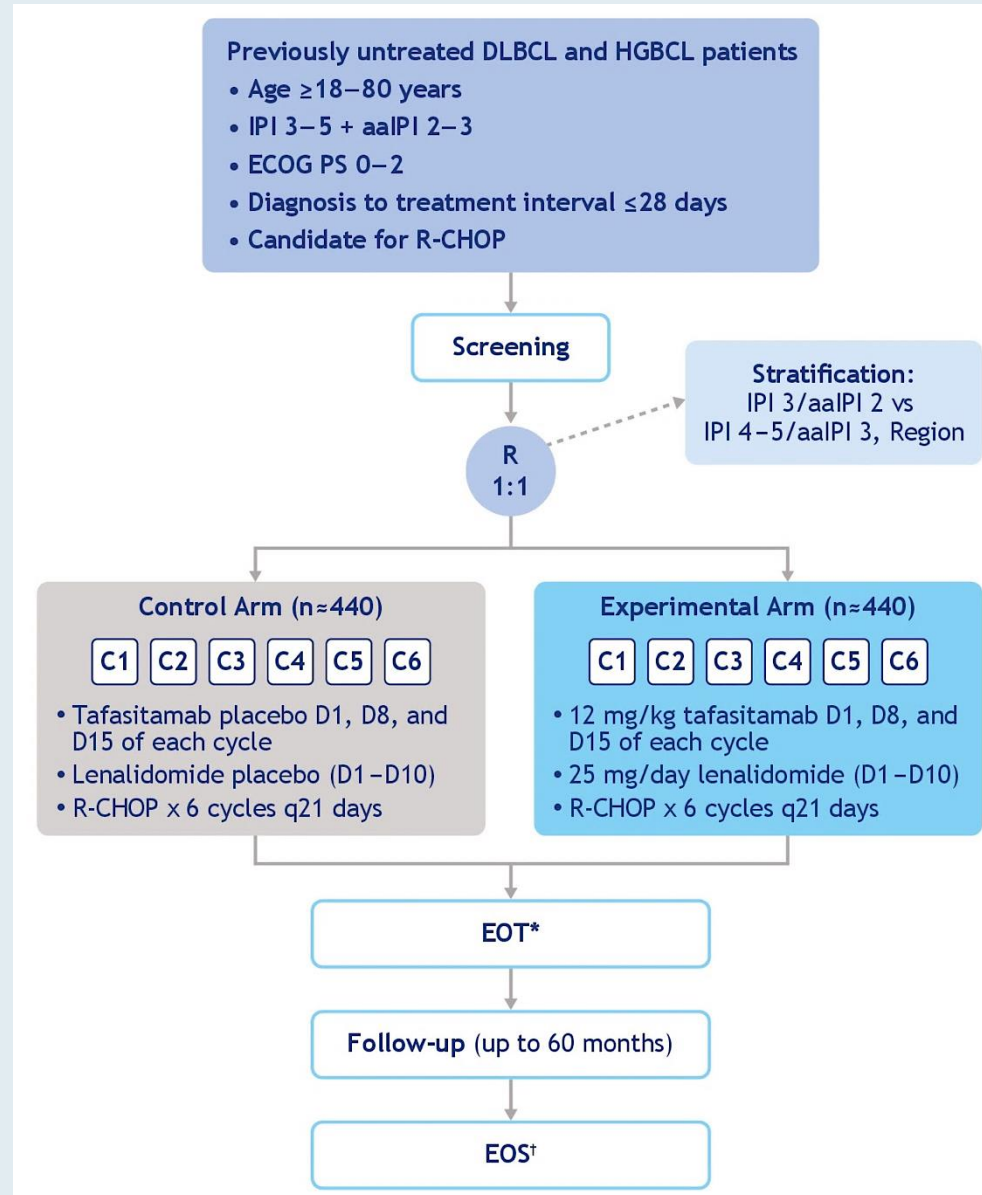 Previously untreated DLBCL and HGBCL patients
• Age ≥18–80 years
• IPI 3–5 + aaIPI 2–3
• ECOG PS 0–2
• Diagnosis to treatment interval ≤28 days
• Candidate for R-CHOP
Screening
Stratification:
IPI 3/aaIPI 2 vs
IPI 4–5/aaIPI 3, Region
R
1:1
Control Arm (n≈440)
C1 C2 C3 C4 C5 C6
• Tafasitamab placebo D1, D8, and
D15 of each cycle
• Lenalidomide placebo (D1–D10)
• R-CHOP x 6 cycles q21 days
Experimental Arm (n≈440)
C1 C2 C3 C4 C5 C6
• 12 mg/kg tafasitamab D1, D8, and
D15 of each cycle
• 25 mg/day lenalidomide (D1–D10)
• R-CHOP x 6 cycles q21 days
EOT*
Follow-up (up to 60 months)
EOS†